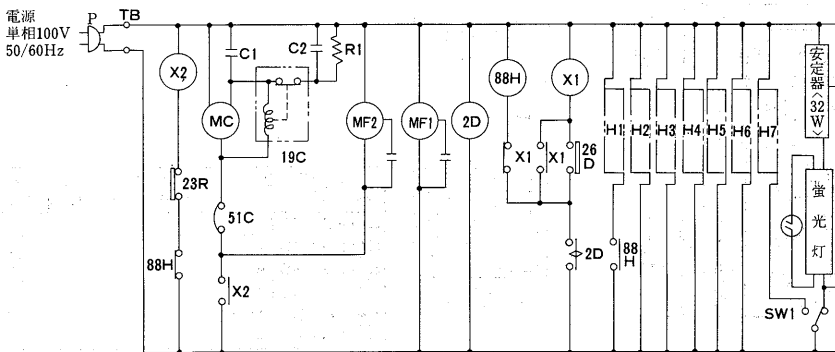 電源
単相100V
50/60Hz
P
TB
X2
C1
C2
R1
MC
19C
MF2
MF1
2D
88H
X1
X1
X1
26
D
H1
H2
H3
H4
H5
H6
H7
安定器〈32W〉
蛍光灯
23R
51C
88H
X2
2D
88
H
SW1